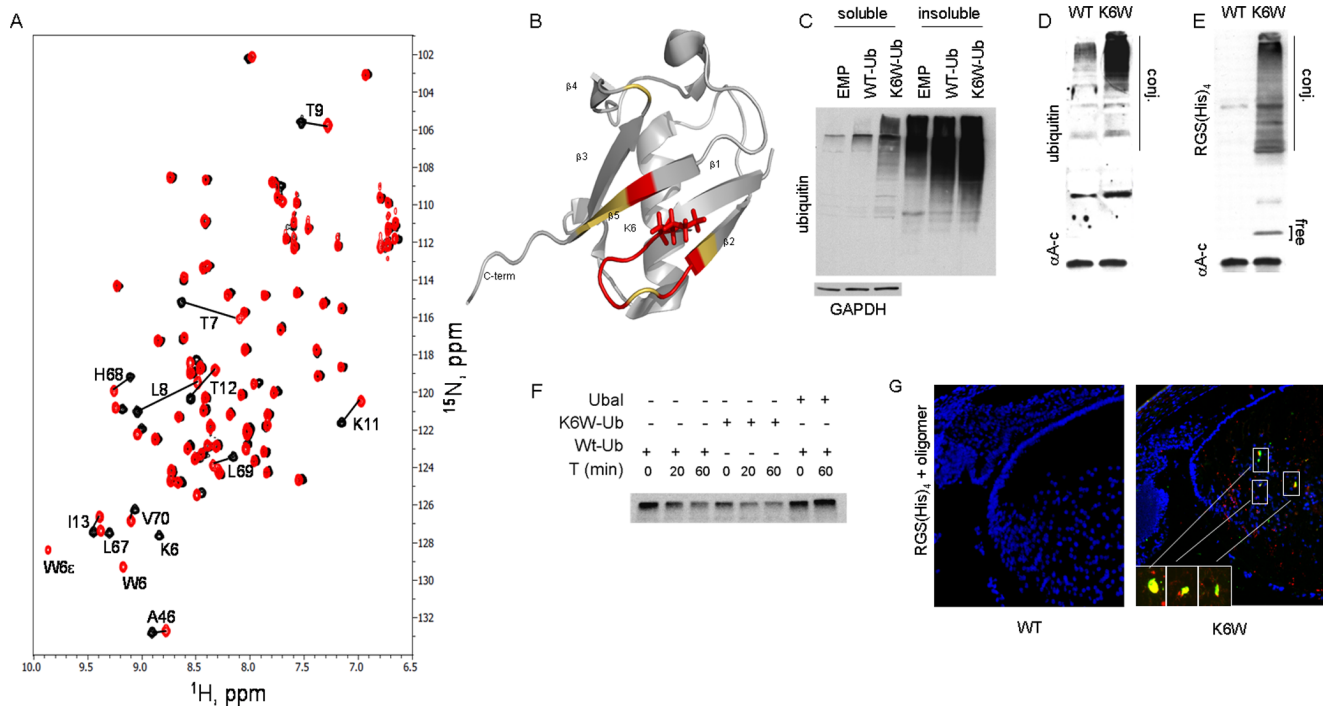 A
102
104
106
108
110
112
114
116
118
120
122
124
126
128
130
132
15N, ppm
10.0 9.5 9.0 8.5 8.0 7.5 7.0 6.5
1H, ppm
T9
T7
H68
L8
T12
K11
L69
I13
V70
L67
K6
W6ε
W6
A46
B
β4
β3
β1
β5
K6
β2
C-term
C
soluble insoluble
EMP
WT-Ub
K6W-Ub
EMP
WT-Ub
K6W-Ub
ubiquitin
GAPDH
D
WT K6W
ubiquitin
conj.
αA-c
E
WT K6W
RGS(His)4
conj.
free
αA-c
F
Ubal - - - - - - + +
K6W-Ub - - - + + + - -
Wt-Ub + + + - - - + +
T (min) 0 20 60 0 20 60 0 60
G
RGS(His)4 + oligomer
WT K6W